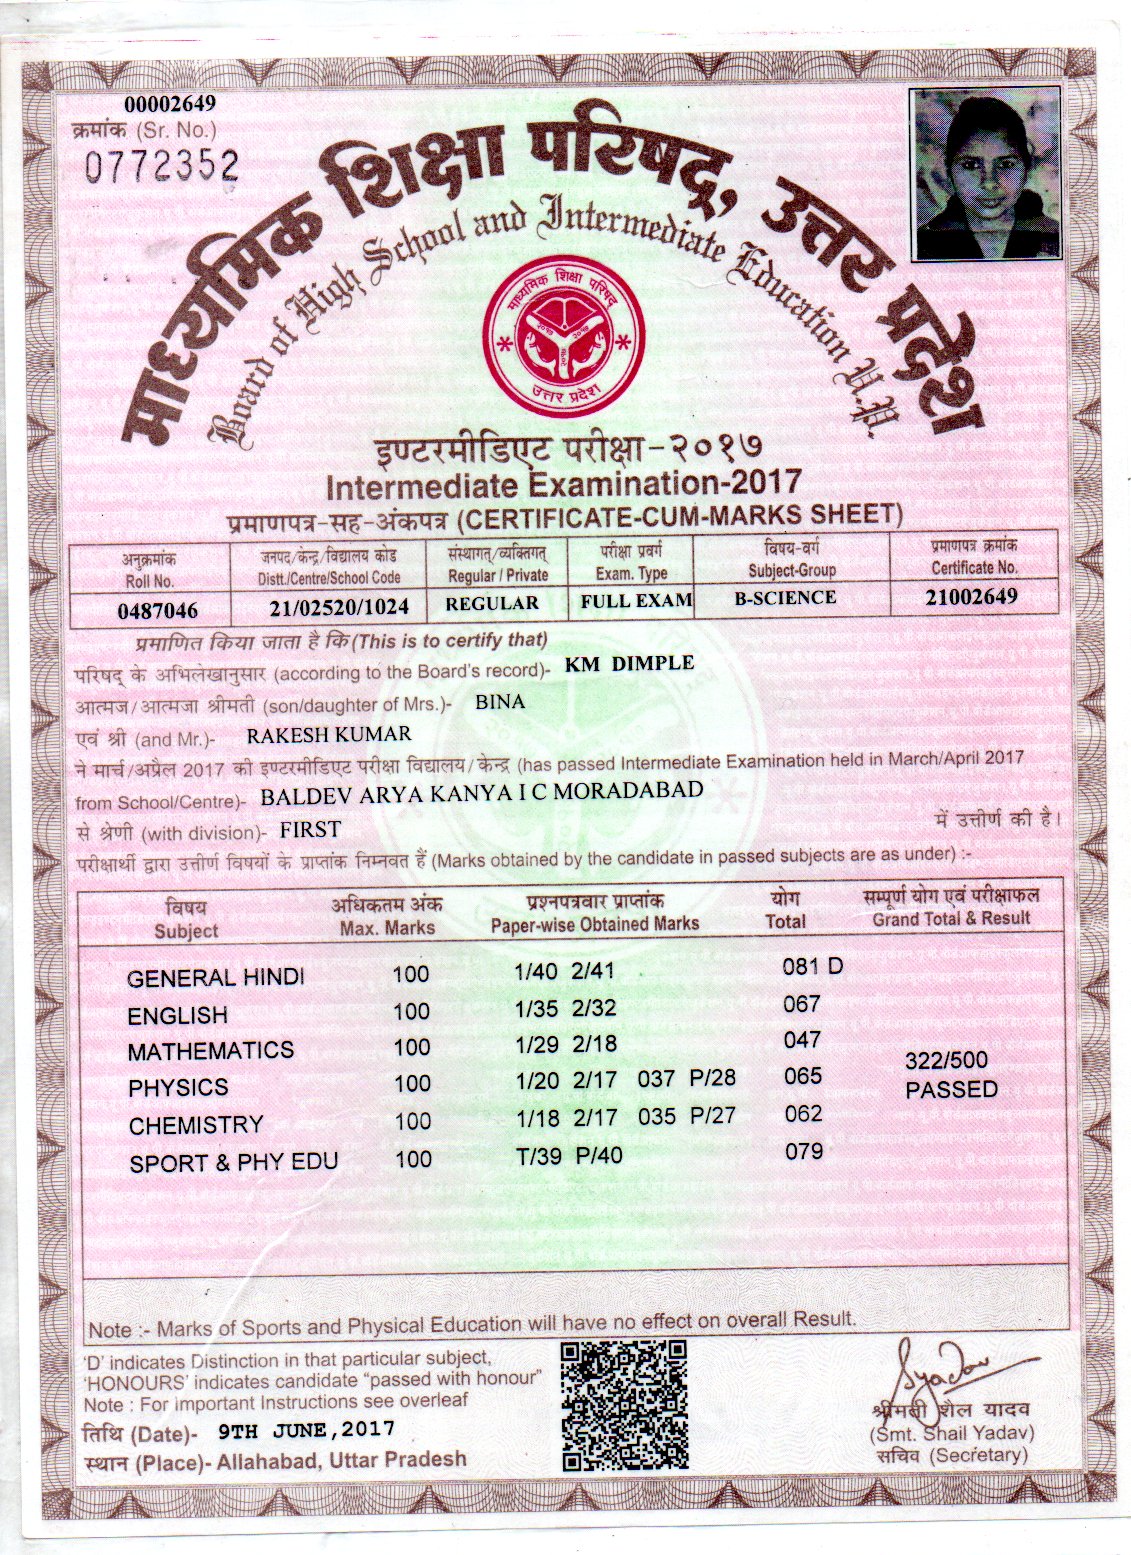 00002649
क्रमांक (Sr. No.)
0772352
माध्यमिक शिक्षा परिषद्, उत्तर प्रदेश
Board of High School and Intermediate Education U.P.
माध्यमिक शिक्षा परिषद्
उत्तर प्रदेश
इण्टरमीडिएट परीक्षा-२०१७
Intermediate Examination-2017
प्रमाणपत्र-सह-अंकपत्र (CERTIFICATE-CUM-MARKS SHEET)
अनुक्रमांक जनपद/केन्द्र/विद्यालय कोड संस्थागत्/व्यक्तिगत् परीक्षा प्रवर्ग विषय-वर्ग प्रमाणपत्र क्रमांक
Roll No. Distt./Centre/School Code Regular / Private Exam. Type Subject-Group Certificate No.
0487046 21/02520/1024 REGULAR FULL EXAM B-SCIENCE 21002649
प्रमाणित किया जाता है कि (This is to certify that)
परिषद् के अभिलेखानुसार (according to the Board's record)- KM DIMPLE
आत्मज/आत्मजा श्रीमती (son/daughter of Mrs.)- BINA
एवं श्री (and Mr.)- RAKESH KUMAR
ने मार्च/अप्रैल 2017 की इण्टरमीडिएट परीक्षा विद्यालय/केन्द्र (has passed Intermediate Examination held in March/April 2017
from School/Centre)- BALDEV ARYA KANYA I C MORADABAD
से श्रेणी (with division)- FIRST में उत्तीर्ण की है।
परीक्षार्थी द्वारा उत्तीर्ण विषयों के प्राप्तांक निम्नवत हैं (Marks obtained by the candidate in passed subjects are as under) :-
विषय अधिकतम अंक प्रश्नपत्रवार प्राप्तांक योग सम्पूर्ण योग एवं परीक्षाफल
Subject Max. Marks Paper-wise Obtained Marks Total Grand Total & Result
GENERAL HINDI 100 1/40 2/41 081 D
ENGLISH 100 1/35 2/32 067
MATHEMATICS 100 1/29 2/18 047
322/500
PHYSICS 100 1/20 2/17 037 P/28 065
PASSED
CHEMISTRY 100 1/18 2/17 035 P/27 062
SPORT & PHY EDU 100 T/39 P/40 079
Note :- Marks of Sports and Physical Education will have no effect on overall Result.
'D' indicates Distinction in that particular subject,
'HONOURS' indicates candidate "passed with honour"
Note : For Important Instructions see overleaf
तिथि (Date)- 9TH JUNE,2017
स्थान (Place)- Allahabad, Uttar Pradesh
Syadav
श्रीमती शैल यादव
(Smt. Shail Yadav)
सचिव (Secretary)